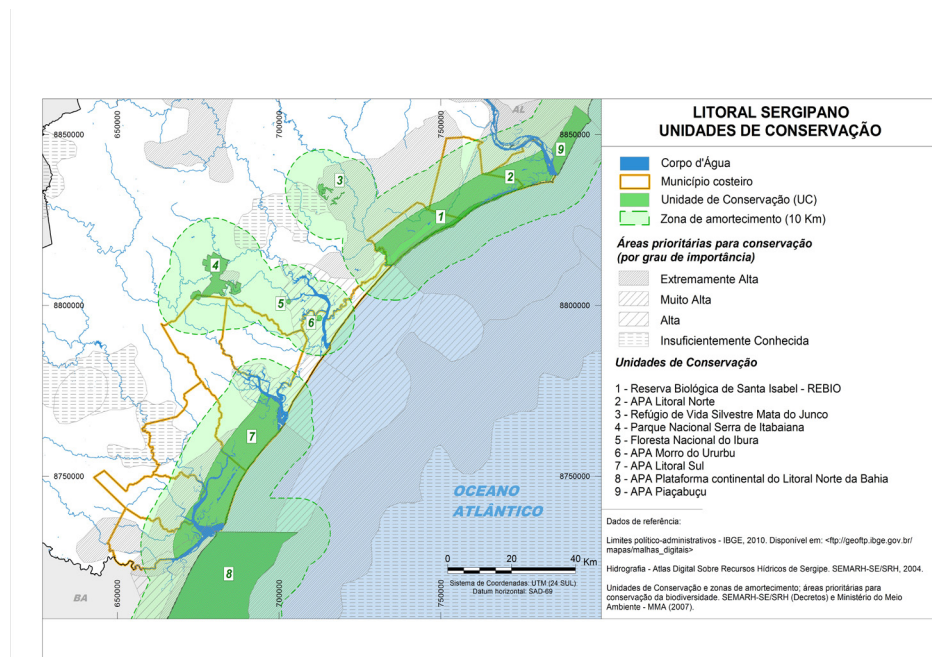 LITORAL SERGIPANO
UNIDADES DE CONSERVAÇÃO
Corpo d'Água
Município costeiro
Unidade de Conservação (UC)
Zona de amortecimento (10 Km)
Áreas prioritárias para conservação
(por grau de importância)
Extremamente Alta
Muito Alta
Alta
Insuficientemente Conhecida
Unidades de Conservação
1 - Reserva Biológica de Santa Isabel - REBIO
2 - APA Litoral Norte
3 - Refúgio de Vida Silvestre Mata do Junco
4 - Parque Nacional Serra de Itabaiana
5 - Floresta Nacional do Ibura
6 - APA Morro do Ururbu
7 - APA Litoral Sul
8 - APA Plataforma continental do Litoral Norte da Bahia
9 - APA Piaçabuçu
Dados de referência:
Limites político-administrativos - IBGE, 2010. Disponível em: <ftp://geoftp.ibge.gov.br/
mapas/malhas_digitais>
Hidrografia - Atlas Digital Sobre Recursos Hídricos de Sergipe. SEMARH-SE/SRH, 2004.
Unidades de Conservação e zonas de amortecimento; áreas prioritárias para
conservação da biodiversidade. SEMARH-SE/SRH (Decretos) e Ministério do Meio
Ambiente - MMA (2007).
650000
700000
750000
AL
8850000
8850000
9
3
2
1
4
5
6
8800000
8800000
7
8750000
8750000
OCEANO
ATLÂNTICO
8
BA
0 20 40 Km
Sistema de Coordenadas: UTM (24 SUL)
Datum horizontal: SAD-69
650000
700000
750000